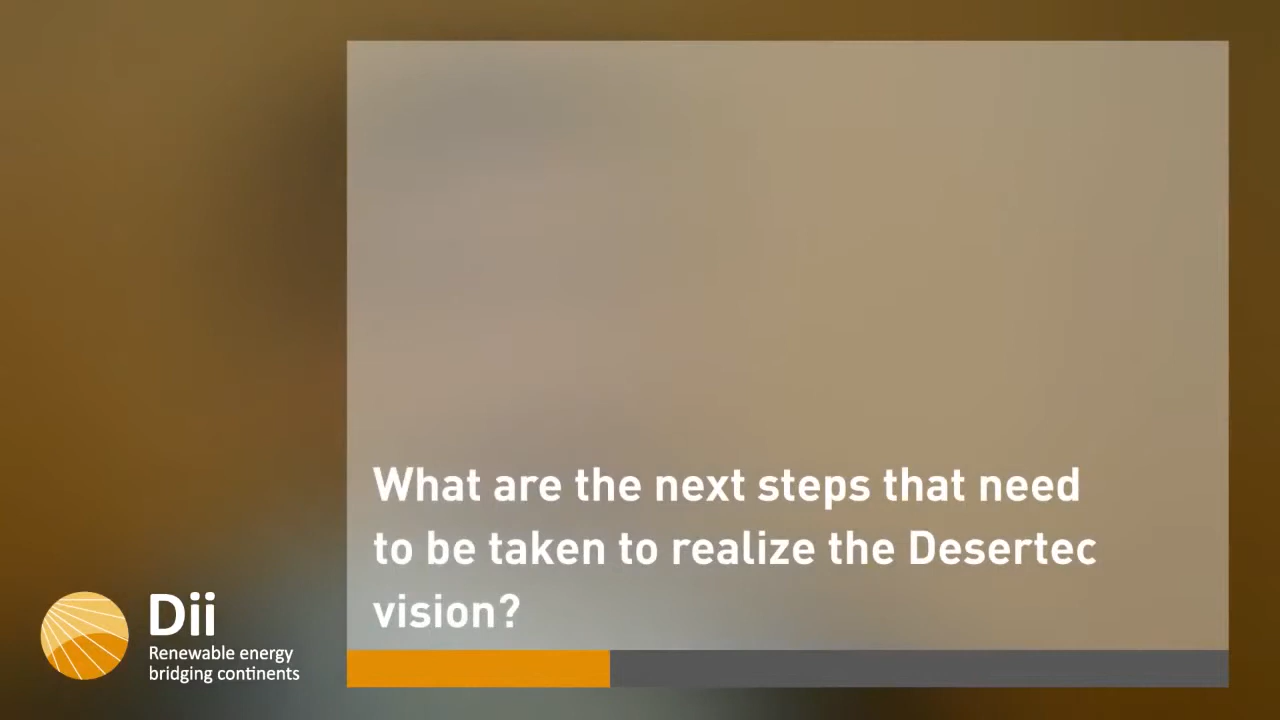 What are the next steps that need
to be taken to realize the Desertec
vision?
Dii
Renewable energy
bridging continents